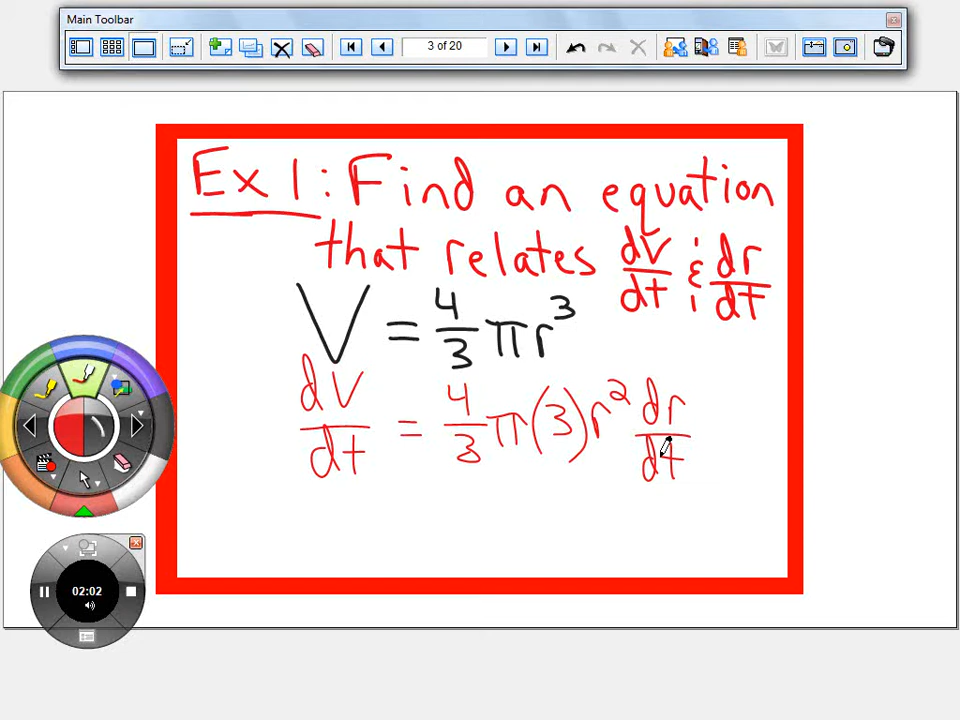 Main Toolbar
3 of 20
Ex 1: Find an equation
that relates dV/dt & dr/dt
V = 4/3 πr³
dV/dt = 4/3 π(3)r² dr/dt
02:02